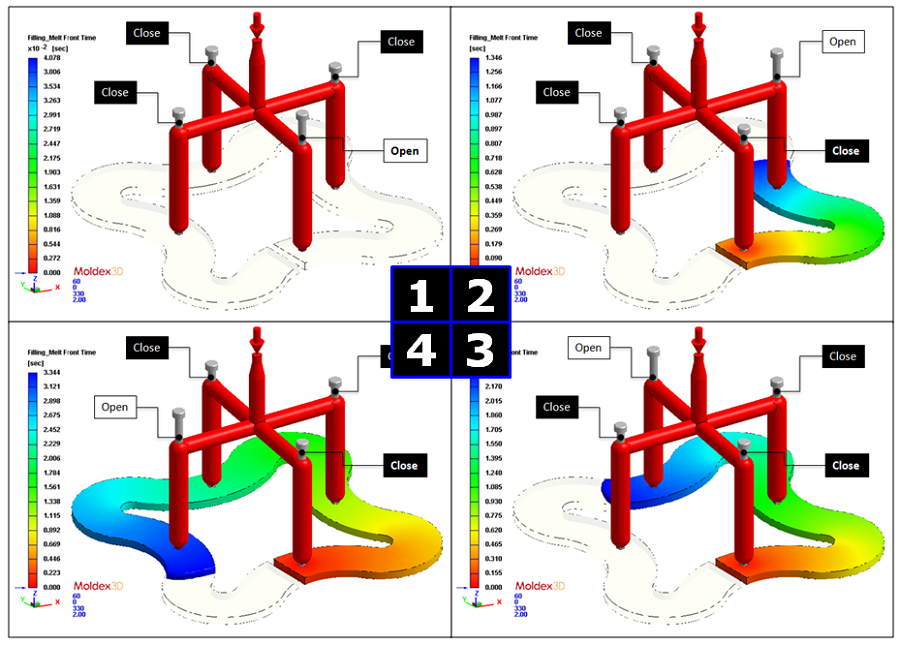 Filling_Melt Front Time
x10 -2 [sec]
4.078
3.806
3.534
3.263
2.991
2.719
2.447
2.175
1.903
1.631
1.359
1.088
0.816
0.544
0.272
0.000
Close
Close
Close
Open
Z
Y
X
Moldex3D
60
0
330
2.00
Filling_Melt Front Time
[sec]
1.346
1.256
1.166
1.077
0.987
0.897
0.808
0.718
0.628
0.538
0.449
0.359
0.269
0.179
0.090
Close
Open
Close
Close
Moldex3D
60
0
330
2.00
1 2
4 3
Filling_Melt Front Time
[sec]
3.344
3.121
2.898
2.675
2.452
2.229
2.006
1.784
1.561
1.338
1.115
0.892
0.669
0.446
0.223
0.000
Close
Open
Close
Z
Y
X
Moldex3D
60
0
330
2.00
Time
2.170
2.015
1.860
1.705
1.550
1.395
1.240
1.085
0.930
0.775
0.620
0.465
0.310
0.155
0.000
Open
Close
Close
Close
Z
Y
X
Moldex3D
60
0
330
2.00